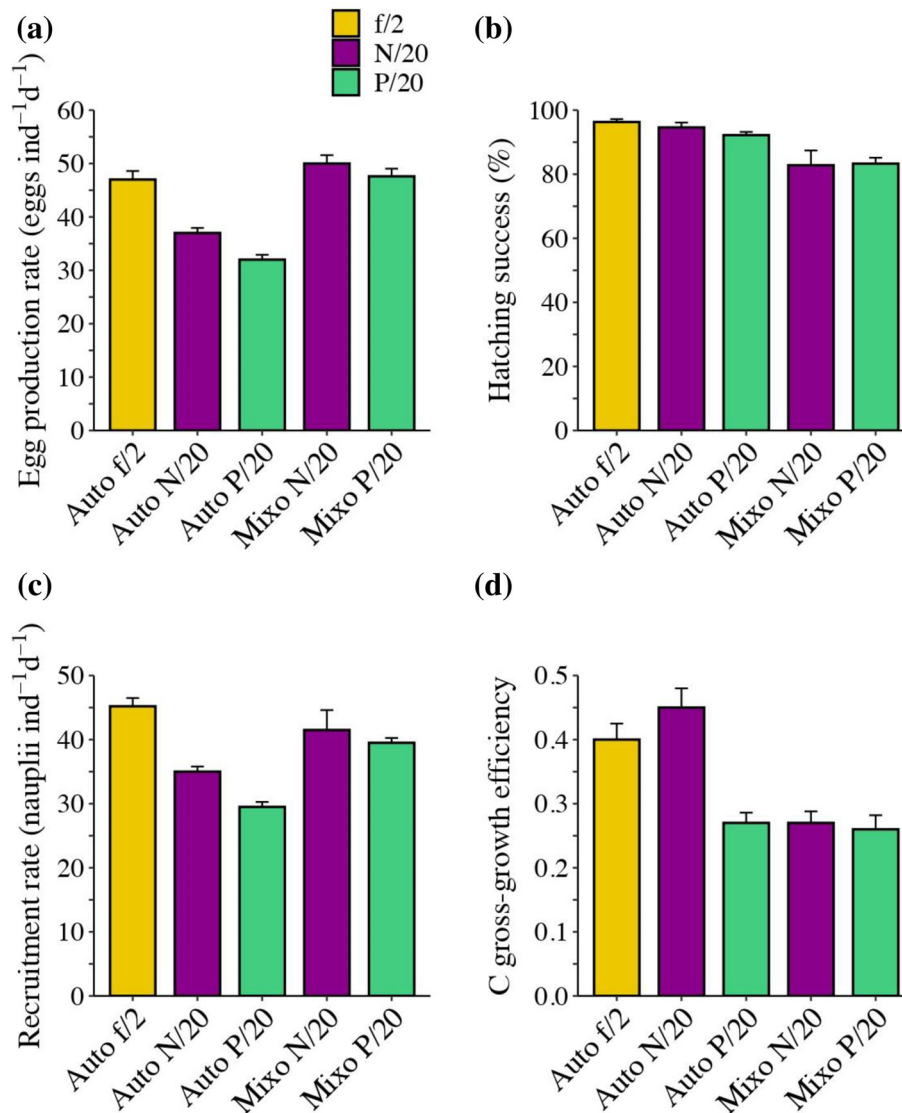 (a)
f/2
N/20
P/20
Egg production rate (eggs ind⁻¹d⁻¹)
60
50
40
30
20
10
0
Auto f/2
Auto N/20
Auto P/20
Mixo N/20
Mixo P/20
(b)
Hatching success (%)
100
80
60
40
20
0
Auto f/2
Auto N/20
Auto P/20
Mixo N/20
Mixo P/20
(c)
Recruitment rate (nauplii ind⁻¹d⁻¹)
50
40
30
20
10
0
Auto f/2
Auto N/20
Auto P/20
Mixo N/20
Mixo P/20
(d)
C gross-growth efficiency
0.5
0.4
0.3
0.2
0.1
0.0
Auto f/2
Auto N/20
Auto P/20
Mixo N/20
Mixo P/20